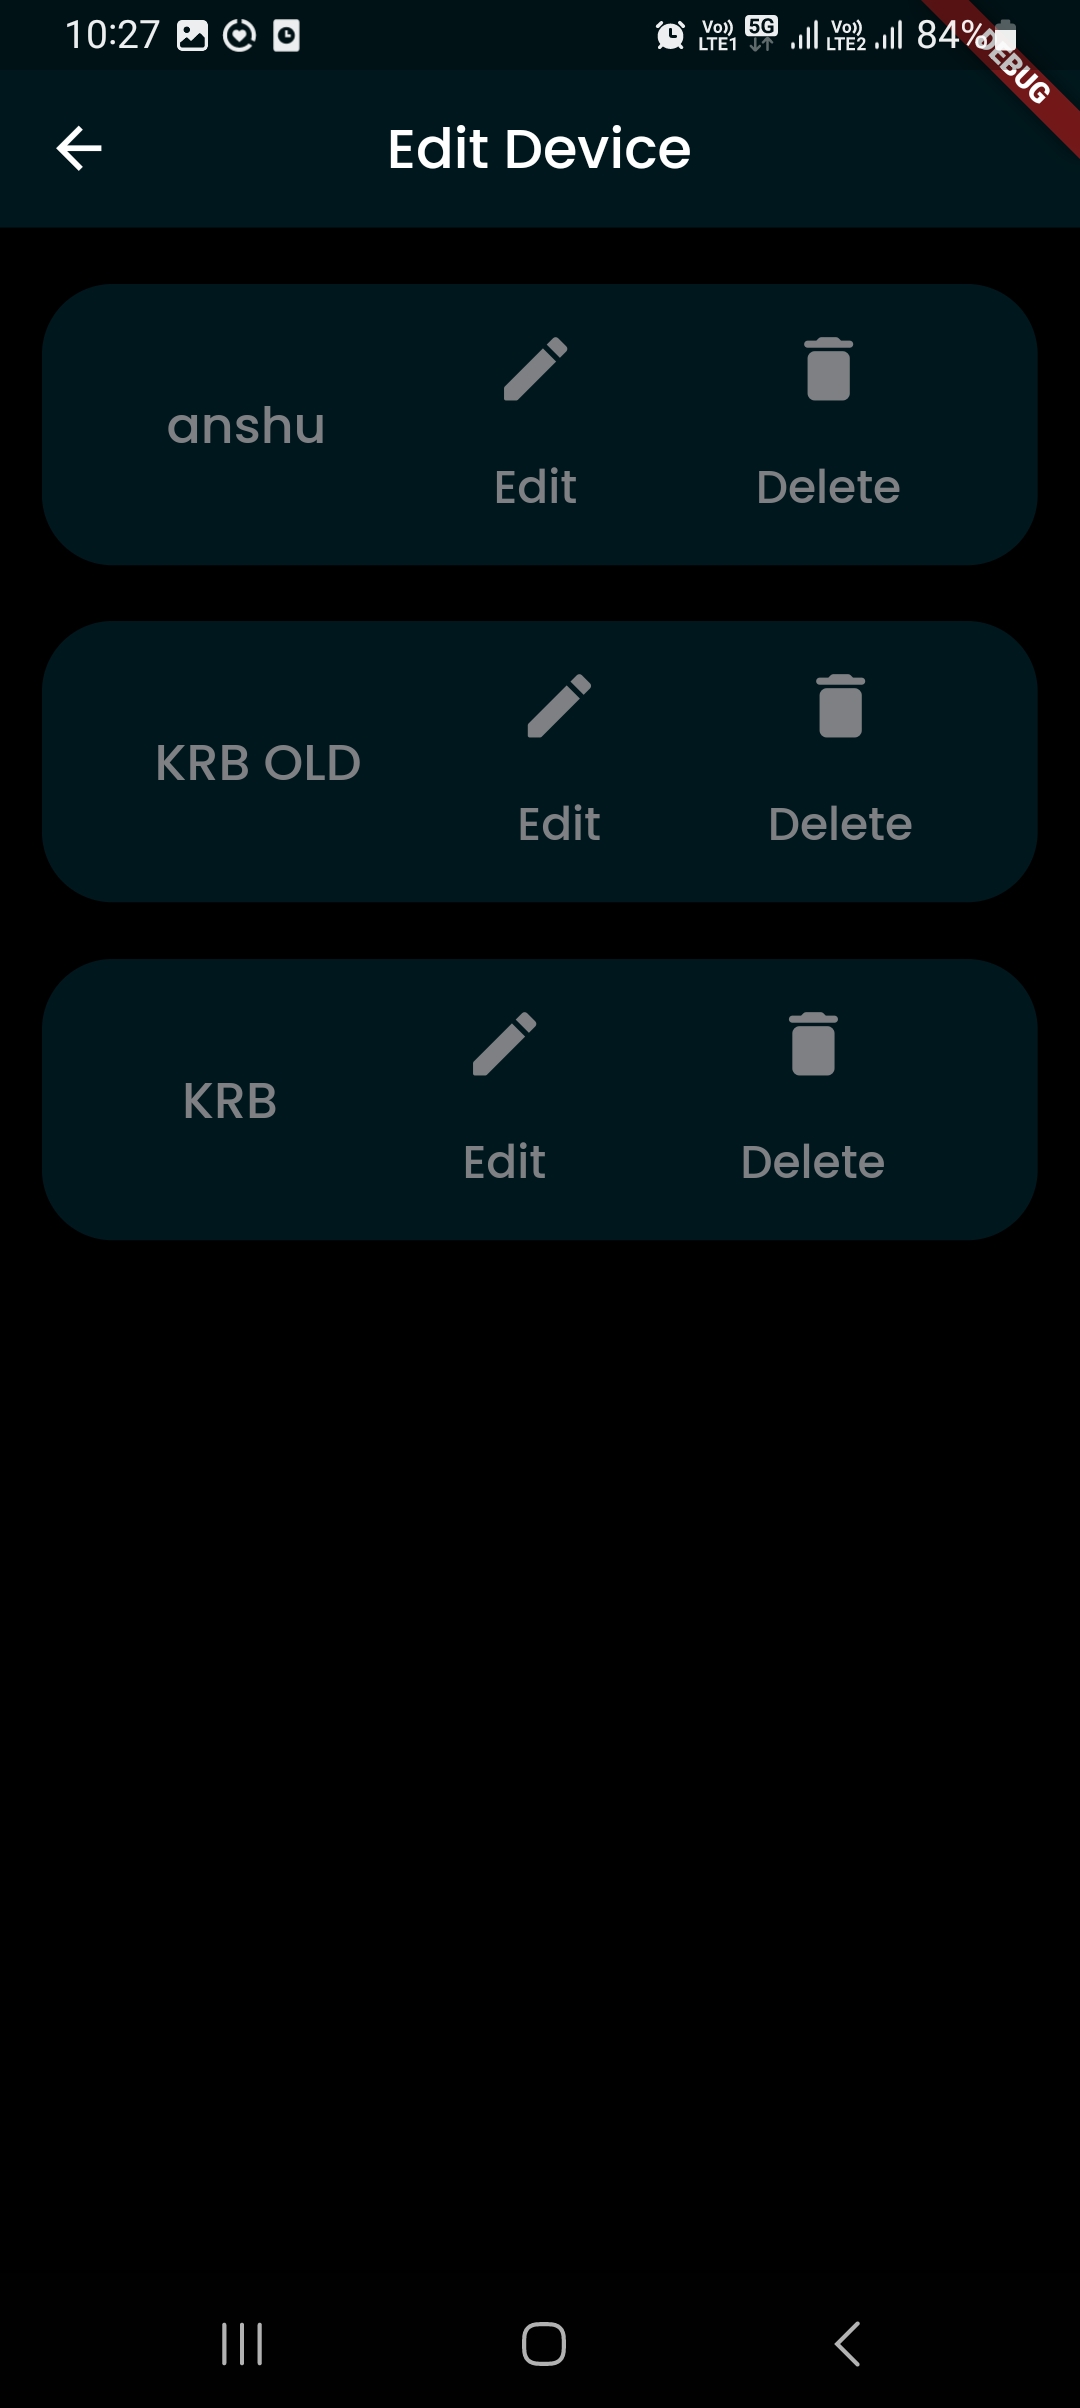 10:27 Vo)) LTE1 5G Vo)) LTE2 84%
DEBUG
Edit Device
anshu
Edit Delete
KRB OLD
Edit Delete
KRB
Edit Delete